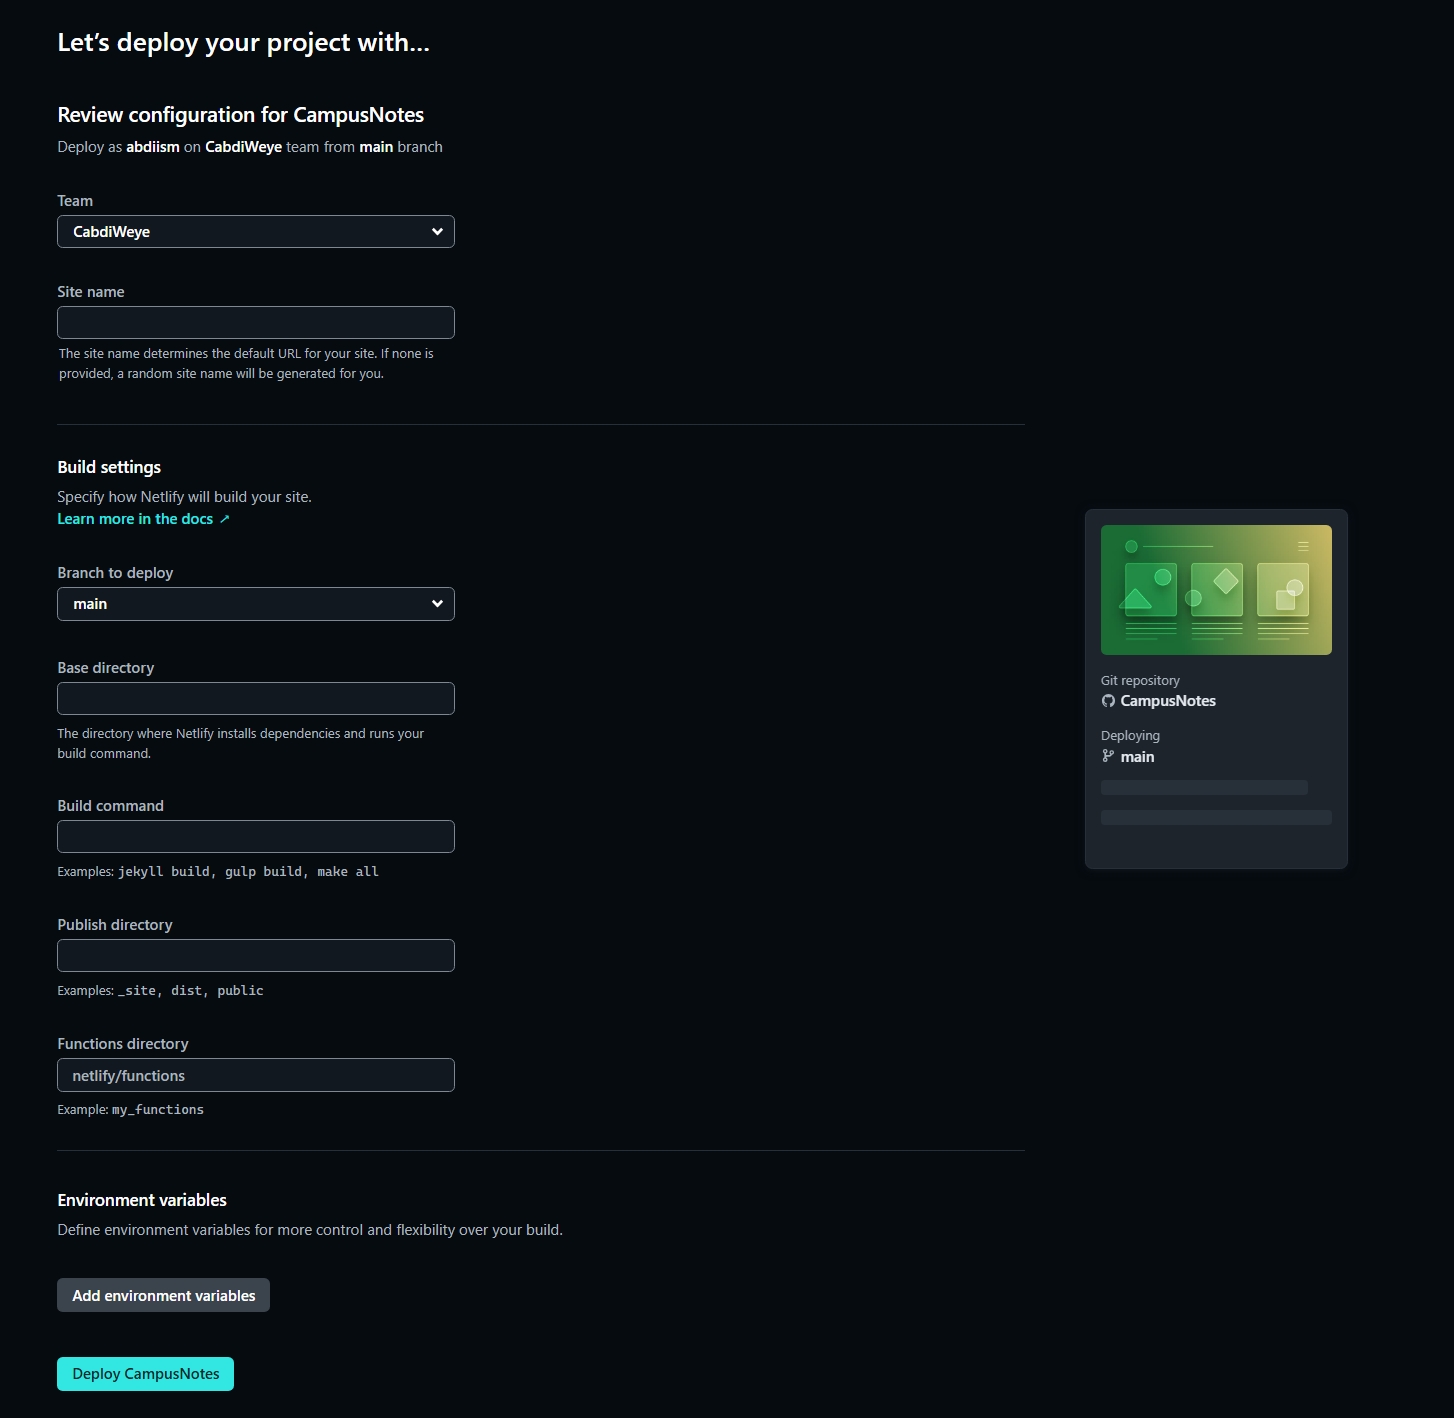 Let’s deploy your project with…
Review configuration for CampusNotes
Deploy as abdiism on CabdiWeye team from main branch
Team
CabdiWeye
Site name
The site name determines the default URL for your site. If none is
provided, a random site name will be generated for you.
Build settings
Specify how Netlify will build your site.
Learn more in the docs ↗
Branch to deploy
main
Base directory
The directory where Netlify installs dependencies and runs your
build command.
Build command
Examples: jekyll build, gulp build, make all
Publish directory
Examples: _site, dist, public
Functions directory
netlify/functions
Example: my_functions
Environment variables
Define environment variables for more control and flexibility over your build.
Add environment variables
Deploy CampusNotes
Git repository
CampusNotes
Deploying
main